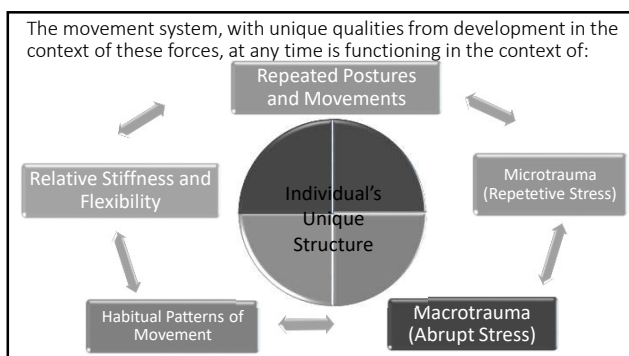 The movement system, with unique qualities from development in the
context of these forces, at any time is functioning in the context of:
Repeated Postures
and Movements
Relative Stiffness and
Flexibility
Individual's
Unique
Structure
Microtrauma
(Repetetive Stress)
Habitual Patterns of
Movement
Macrotrauma
(Abrupt Stress)